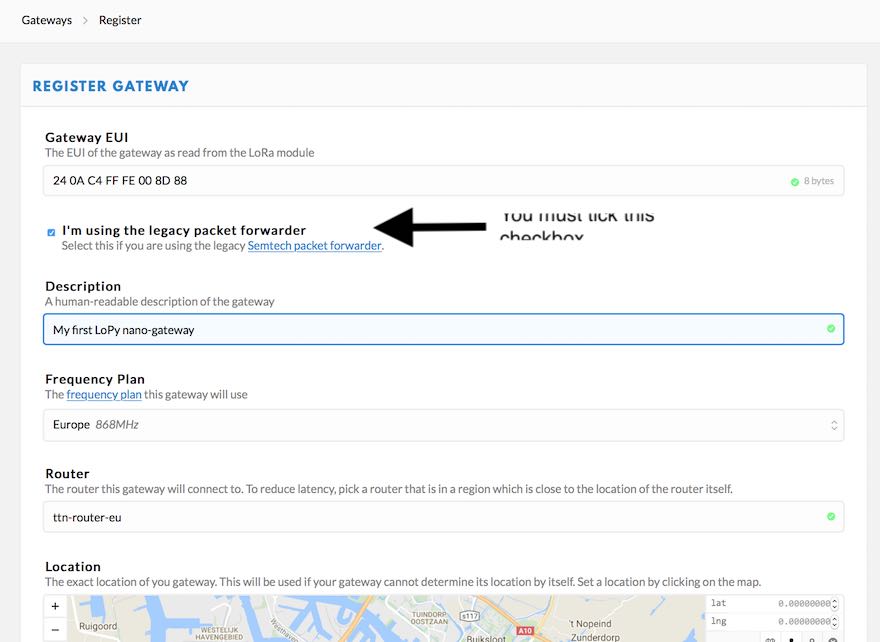 Gateways > Register
REGISTER GATEWAY
Gateway EUI
The EUI of the gateway as read from the LoRa module
24 0A C4 FF FE 00 8D 88
8 bytes
I'm using the legacy packet forwarder
Select this if you are using the legacy Semtech packet forwarder.
You must tick this
checkbox
Description
A human-readable description of the gateway
My first LoPy nano-gateway
Frequency Plan
The frequency plan this gateway will use
Europe 868MHz
Router
The router this gateway will connect to. To reduce latency, pick a router that is in a region which is close to the location of the router itself.
ttn-router-eu
Location
The exact location of you gateway. This will be used if your gateway cannot determine its location by itself. Set a location by clicking on the map.
+
−
Ruigoord
WESTELIJK
HAVENGEBIED
Westhaven
TUINDORP
OOSTZAAN
s117
A10
Buiksloot
't Nopeind
Zunderdorp
lat 0.00000000
lng 0.00000000